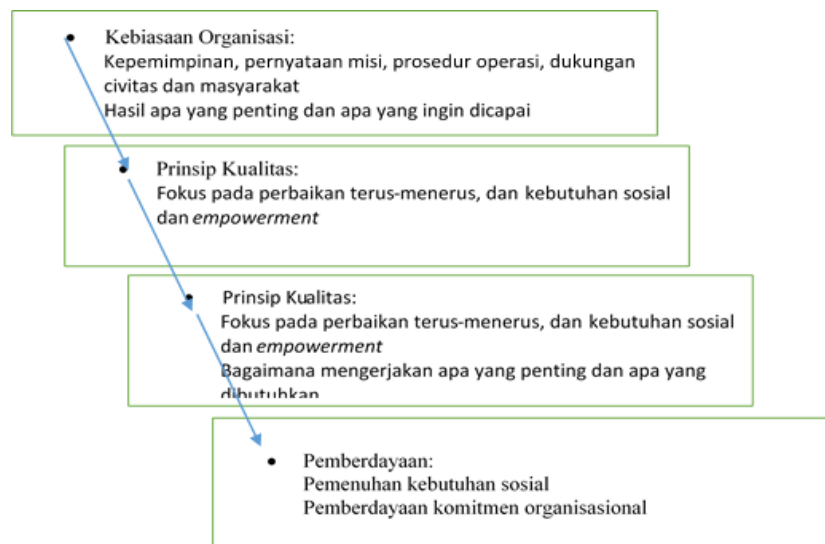 • Kebiasaan Organisasi:
Kepemimpinan, pernyataan misi, prosedur operasi, dukungan
civitas dan masyarakat
Hasil apa yang penting dan apa yang ingin dicapai
• Prinsip Kualitas:
Fokus pada perbaikan terus-menerus, dan kebutuhan sosial
dan empowerment
• Prinsip Kualitas:
Fokus pada perbaikan terus-menerus, dan kebutuhan sosial
dan empowerment
Bagaimana mengerjakan apa yang penting dan apa yang
dibutuhkan
• Pemberdayaan:
Pemenuhan kebutuhan sosial
Pemberdayaan komitmen organisasional